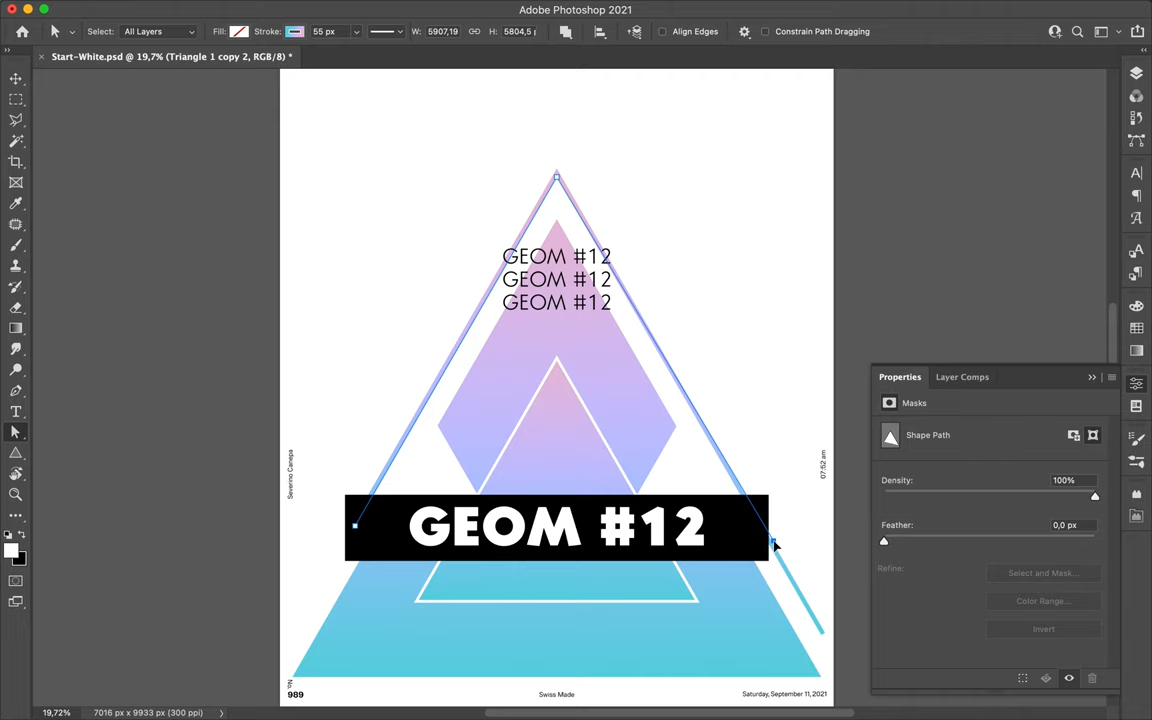 Adobe Photoshop 2021
Select: All Layers Fill: Stroke: 55 px W: 5907,19 H: 5804,5 Align Edges Constrain Path Dragging
Start-White.psd @ 19,7% (Triangle 1 copy 2, RGB/8) *
GEOM #12
GEOM #12
GEOM #12
Properties Layer Comps
Masks
Shape Path
Density: 100%
Severino Canepa
07:52 am
GEOM #12
Feather: 0,0 px
Refine:
Select and Mask...
Color Range...
Invert
No.
989
Swiss Made
Saturday, September 11, 2021
19,72% 7016 px x 9933 px (300 ppi)